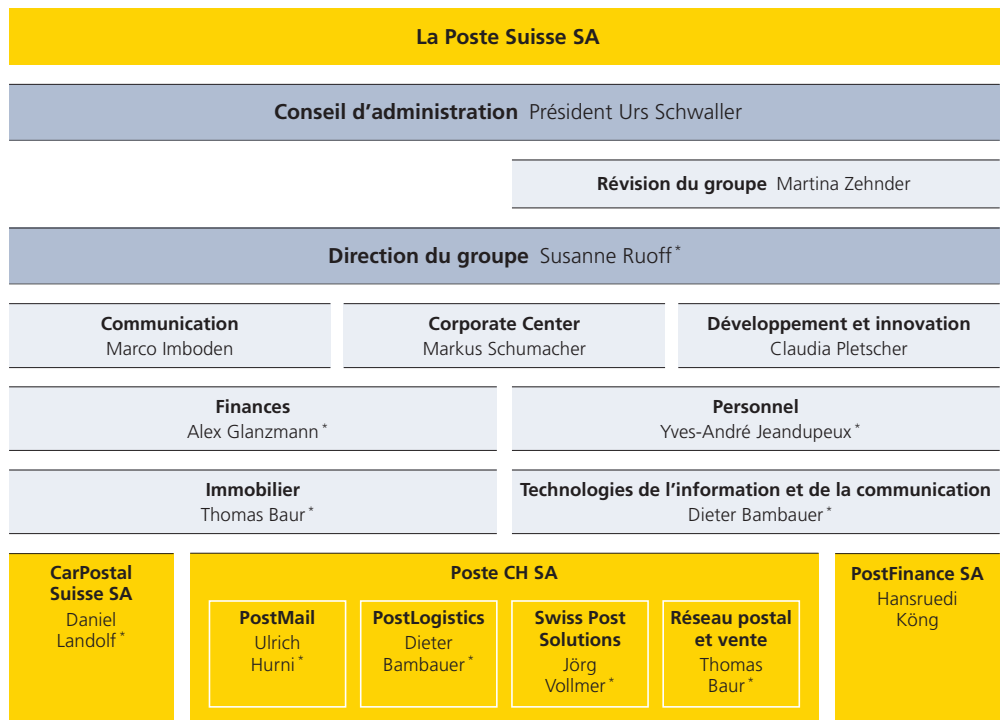 La Poste Suisse SA
Conseil d'administration Président Urs Schwaller
Révision du groupe Martina Zehnder
Direction du groupe Susanne Ruoff *
Communication
Marco Imboden
Corporate Center
Markus Schumacher
Développement et innovation
Claudia Pletscher
Finances
Alex Glanzmann *
Personnel
Yves-André Jeandupeux *
Immobilier
Thomas Baur *
Technologies de l'information et de la communication
Dieter Bambauer *
CarPostal
Suisse SA
Daniel
Landolf *
Poste CH SA
PostMail
Ulrich
Hurni *
PostLogistics
Dieter
Bambauer *
Swiss Post
Solutions
Jörg
Vollmer *
Réseau postal
et vente
Thomas
Baur *
PostFinance SA
Hansruedi
Köng